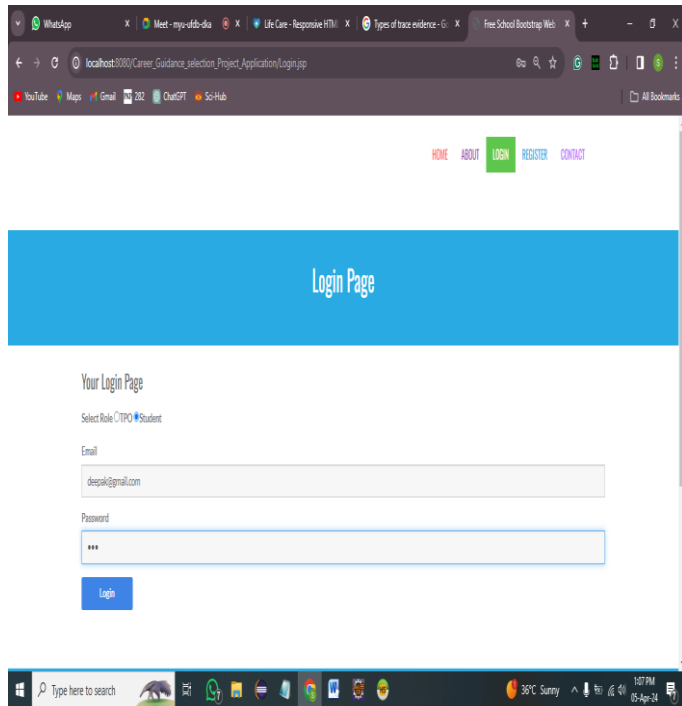 WhatsApp
Meet - myu-ufdb-dka
Life Care - Responsive HTML
Types of trace evidence - G
Free School Bootstrap Web
localhost:8080/Career_Guidance_selection_Project_Application/Login.jsp
YouTube Maps Gmail 282 ChatGPT Sci-Hub All Bookmarks
HOME ABOUT LOGIN REGISTER CONTACT
Login Page
Your Login Page
Select Role TPO Student
Email
deepak@gmail.com
Password
•••
Login
Type here to search
36°C Sunny
1:07 PM
05-Apr-24